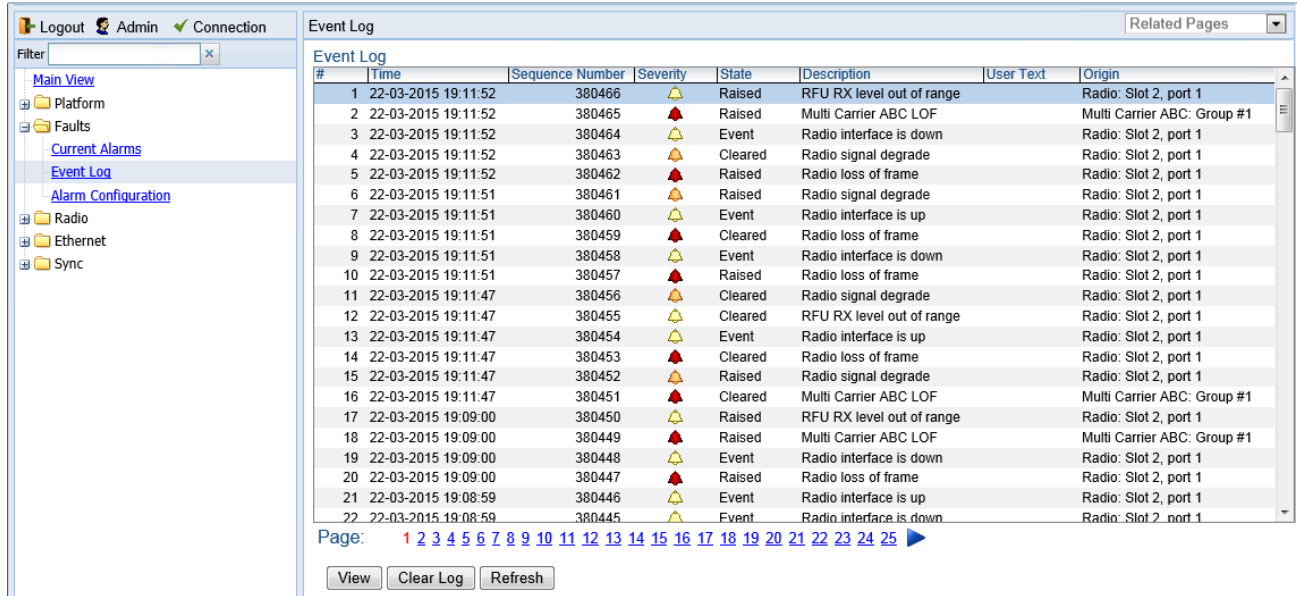 Logout Admin Connection
Event Log
Related Pages
Filter
Main View
Platform
Faults
Current Alarms
Event Log
Alarm Configuration
Radio
Ethernet
Sync
Event Log
# Time Sequence Number Severity State Description User Text Origin
1 22-03-2015 19:11:52 380466 Raised RFU RX level out of range Radio: Slot 2, port 1
2 22-03-2015 19:11:52 380465 Raised Multi Carrier ABC LOF Multi Carrier ABC: Group #1
3 22-03-2015 19:11:52 380464 Event Radio interface is down Radio: Slot 2, port 1
4 22-03-2015 19:11:52 380463 Cleared Radio signal degrade Radio: Slot 2, port 1
5 22-03-2015 19:11:52 380462 Raised Radio loss of frame Radio: Slot 2, port 1
6 22-03-2015 19:11:51 380461 Raised Radio signal degrade Radio: Slot 2, port 1
7 22-03-2015 19:11:51 380460 Event Radio interface is up Radio: Slot 2, port 1
8 22-03-2015 19:11:51 380459 Cleared Radio loss of frame Radio: Slot 2, port 1
9 22-03-2015 19:11:51 380458 Event Radio interface is down Radio: Slot 2, port 1
10 22-03-2015 19:11:51 380457 Raised Radio loss of frame Radio: Slot 2, port 1
11 22-03-2015 19:11:47 380456 Cleared Radio signal degrade Radio: Slot 2, port 1
12 22-03-2015 19:11:47 380455 Cleared RFU RX level out of range Radio: Slot 2, port 1
13 22-03-2015 19:11:47 380454 Event Radio interface is up Radio: Slot 2, port 1
14 22-03-2015 19:11:47 380453 Cleared Radio loss of frame Radio: Slot 2, port 1
15 22-03-2015 19:11:47 380452 Raised Radio signal degrade Radio: Slot 2, port 1
16 22-03-2015 19:11:47 380451 Cleared Multi Carrier ABC LOF Multi Carrier ABC: Group #1
17 22-03-2015 19:09:00 380450 Raised RFU RX level out of range Radio: Slot 2, port 1
18 22-03-2015 19:09:00 380449 Raised Multi Carrier ABC LOF Multi Carrier ABC: Group #1
19 22-03-2015 19:09:00 380448 Event Radio interface is down Radio: Slot 2, port 1
20 22-03-2015 19:09:00 380447 Raised Radio loss of frame Radio: Slot 2, port 1
21 22-03-2015 19:08:59 380446 Event Radio interface is up Radio: Slot 2, port 1
22 22-03-2015 19:08:59 380445 Event Radio interface is down Radio: Slot 2, port 1
Page: 1 2 3 4 5 6 7 8 9 10 11 12 13 14 15 16 17 18 19 20 21 22 23 24 25
View Clear Log Refresh